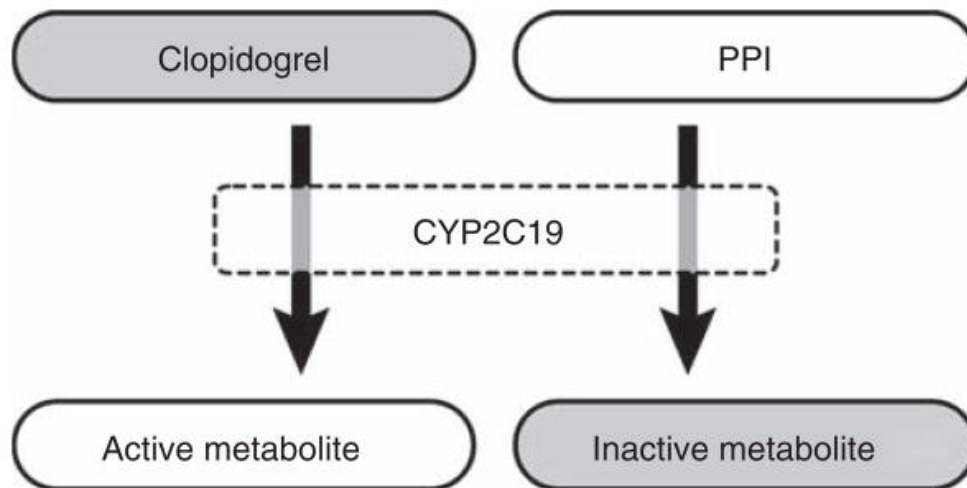 Clopidogrel
PPI
CYP2C19
Active metabolite
Inactive metabolite